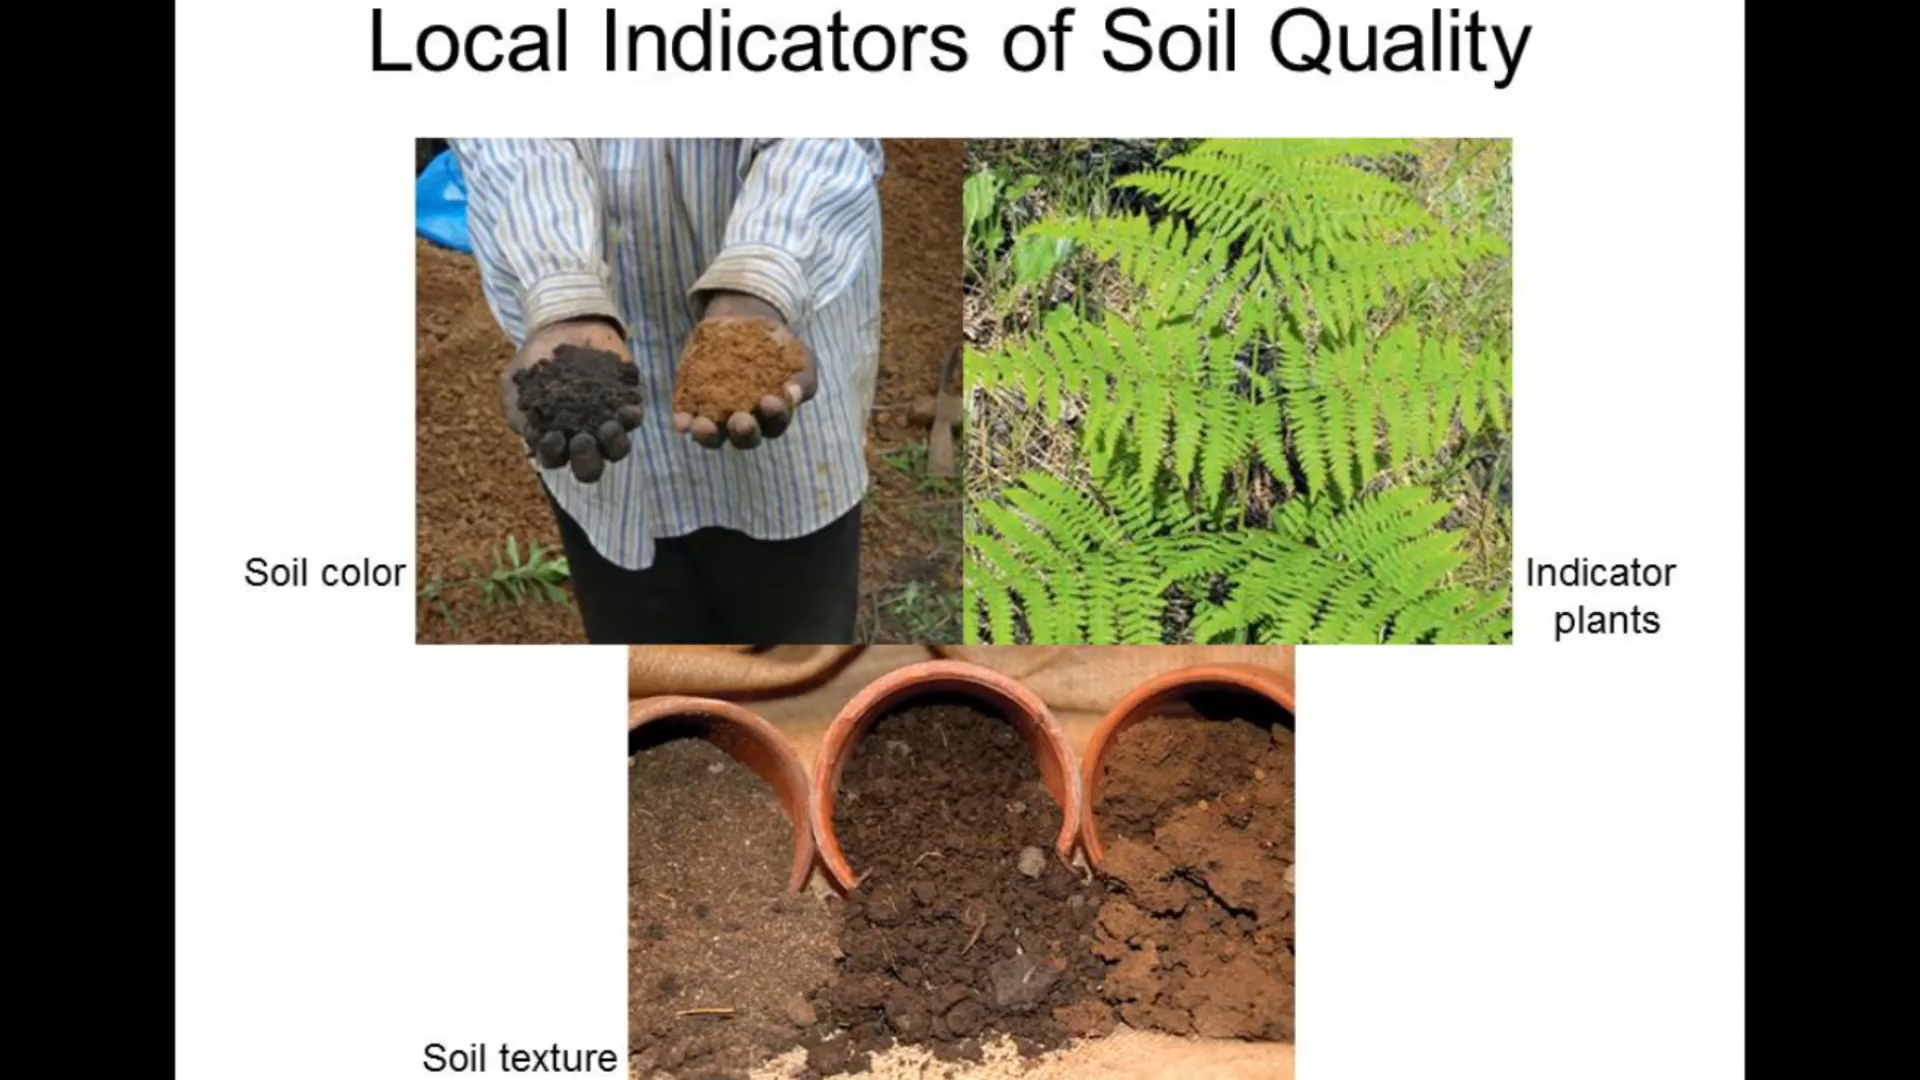 Local Indicators of Soil Quality
Soil color
Indicator
plants
Soil texture